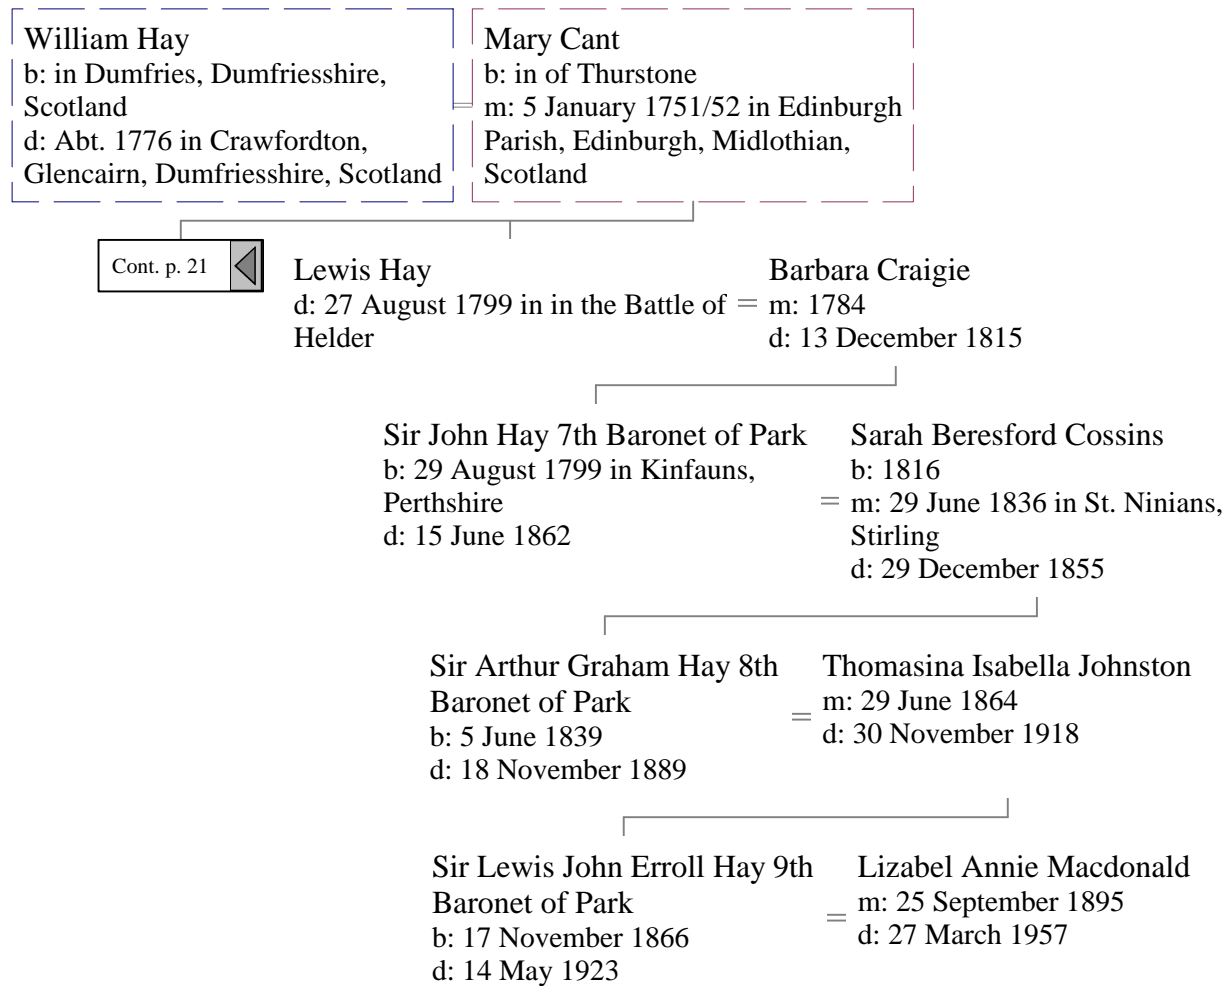 William Hay
b: in Dumfries, Dumfriesshire,
Scotland
d: Abt. 1776 in Crawfordton,
Glencairn, Dumfriesshire, Scotland
=
Mary Cant
b: in of Thurstone
m: 5 January 1751/52 in Edinburgh
Parish, Edinburgh, Midlothian,
Scotland
Cont. p. 21
Lewis Hay
d: 27 August 1799 in in the Battle of
Helder
=
Barbara Craigie
m: 1784
d: 13 December 1815
Sir John Hay 7th Baronet of Park
b: 29 August 1799 in Kinfauns,
Perthshire
d: 15 June 1862
=
Sarah Beresford Cossins
b: 1816
m: 29 June 1836 in St. Ninians,
Stirling
d: 29 December 1855
Sir Arthur Graham Hay 8th
Baronet of Park
b: 5 June 1839
d: 18 November 1889
=
Thomasina Isabella Johnston
m: 29 June 1864
d: 30 November 1918
Sir Lewis John Erroll Hay 9th
Baronet of Park
b: 17 November 1866
d: 14 May 1923
=
Lizabel Annie Macdonald
m: 25 September 1895
d: 27 March 1957